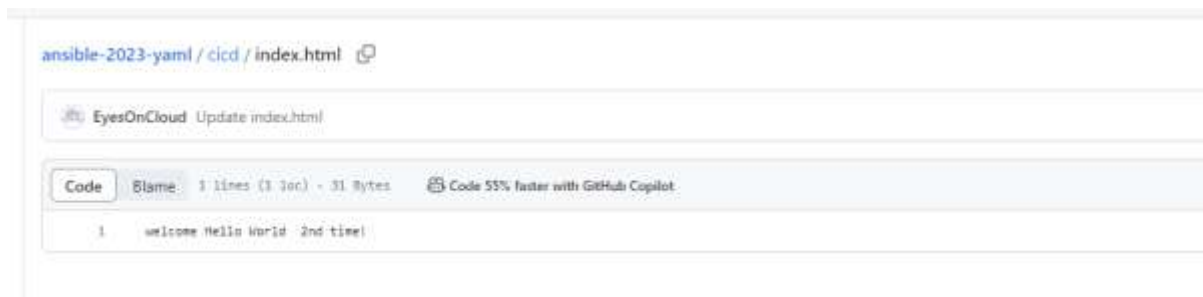 ansible-2023-yaml / cicd / index.html
EyesOnCloud Update index.html
Code Blame 1 lines (1 loc) · 31 Bytes Code 55% faster with GitHub Copilot
1 welcome Hello World  2nd time!